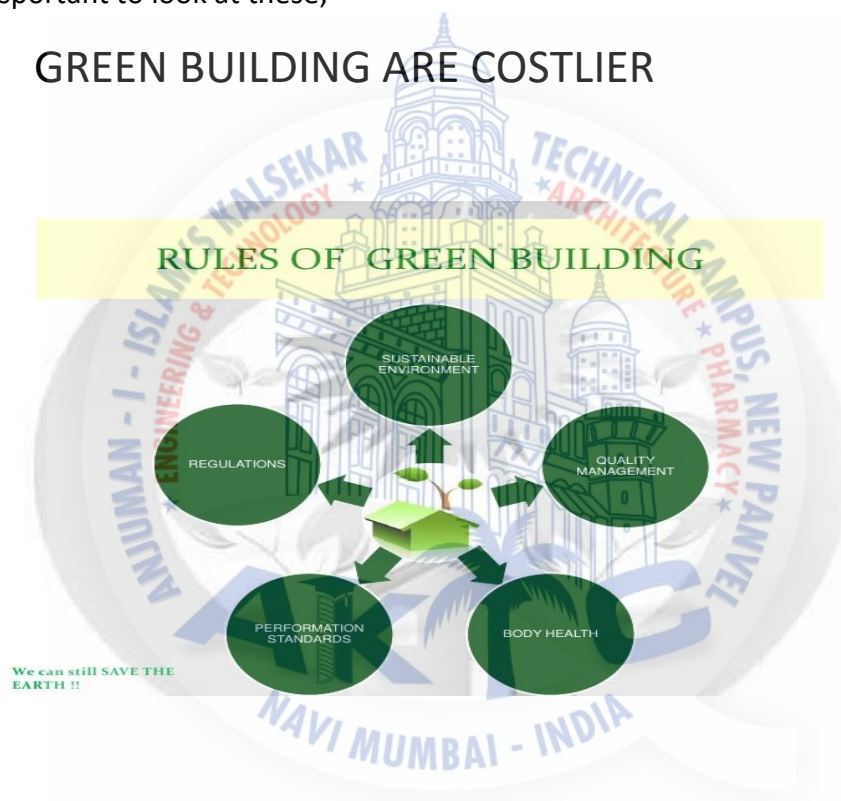 sportant to look at these,
GREEN BUILDING ARE COSTLIER
RULES OF GREEN BUILDING
SUSTAINABLE
ENVIRONMENT
REGULATIONS
QUALITY
MANAGEMENT
PERFORMATION
STANDARDS
BODY HEALTH
We can still SAVE THE
EARTH !!
ANJUMAN - I - ISLAM'S KALSEKAR TECHNICAL CAMPUS, NEW PANVEL
★ ENGINEERING & TECHNOLOGY ★ ★ ARCHITECTURE ★ PHARMACY ★
AKTC
NAVI MUMBAI - INDIA